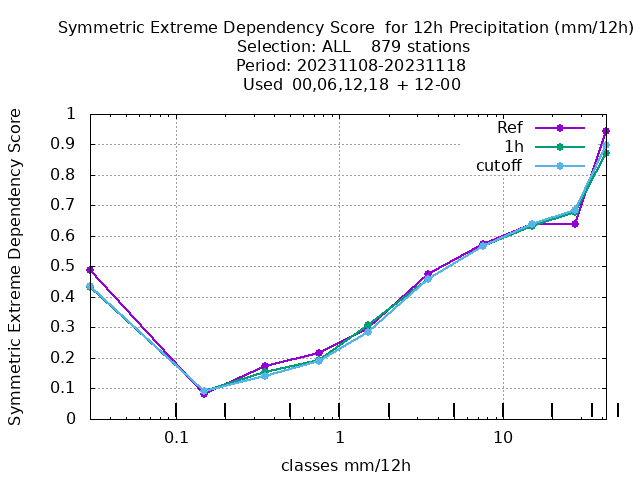 Symmetric Extreme Dependency Score  for 12h Precipitation (mm/12h)
Selection: ALL    879 stations
Period: 20231108-20231118
Used  00,06,12,18  + 12-00
Symmetric Extreme Dependency Score
1
0.9
0.8
0.7
0.6
0.5
0.4
0.3
0.2
0.1
0
Ref
1h
cutoff
0.1
1
10
classes mm/12h